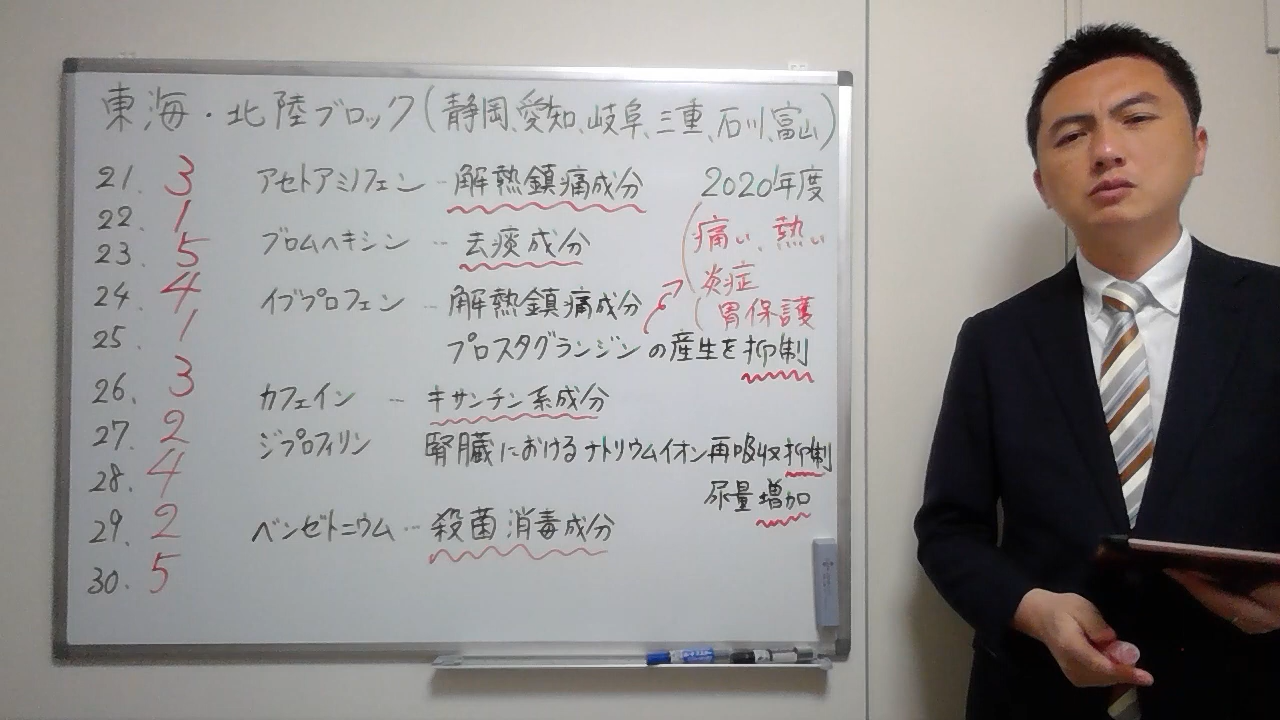 東海・北陸ブロック(静岡、愛知、岐阜、三重、石川、富山)
21. 3 アセトアミノフェン…解熱鎮痛成分 2020年度
22. 1
痛い、熱い
23. 5 ブロムヘキシン…去痰成分
炎症
24. 4 イブプロフェン…解熱鎮痛成分
胃保護
25. 1 プロスタグランジンの産生を抑制
26. 3 カフェイン…キサンチン系成分
27. 2 ジプロフィリン 腎臓におけるナトリウムイオン再吸収抑制
28. 4 尿量増加
29. 2 ベンゼトニウム…殺菌消毒成分
30. 5